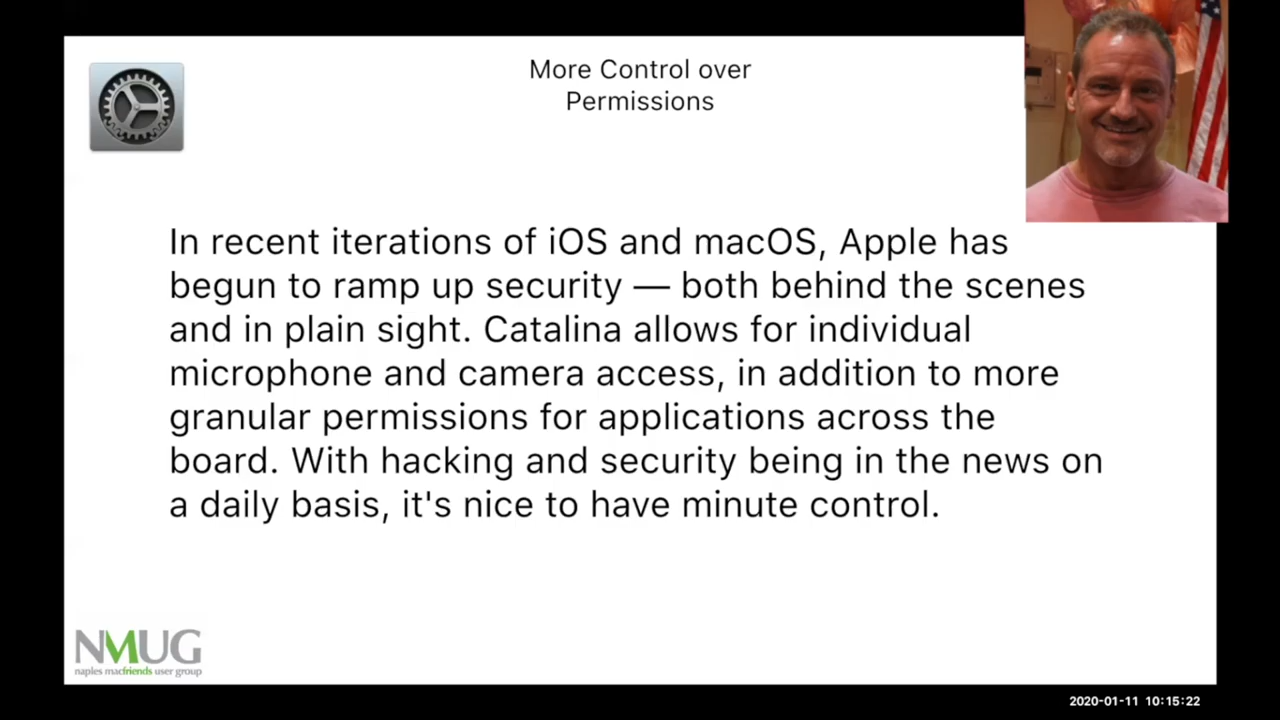 More Control over
Permissions
In recent iterations of iOS and macOS, Apple has
begun to ramp up security — both behind the scenes
and in plain sight. Catalina allows for individual
microphone and camera access, in addition to more
granular permissions for applications across the
board. With hacking and security being in the news on
a daily basis, it's nice to have minute control.
NMUG
naples macfriends user group
2020-01-11 10:15:22